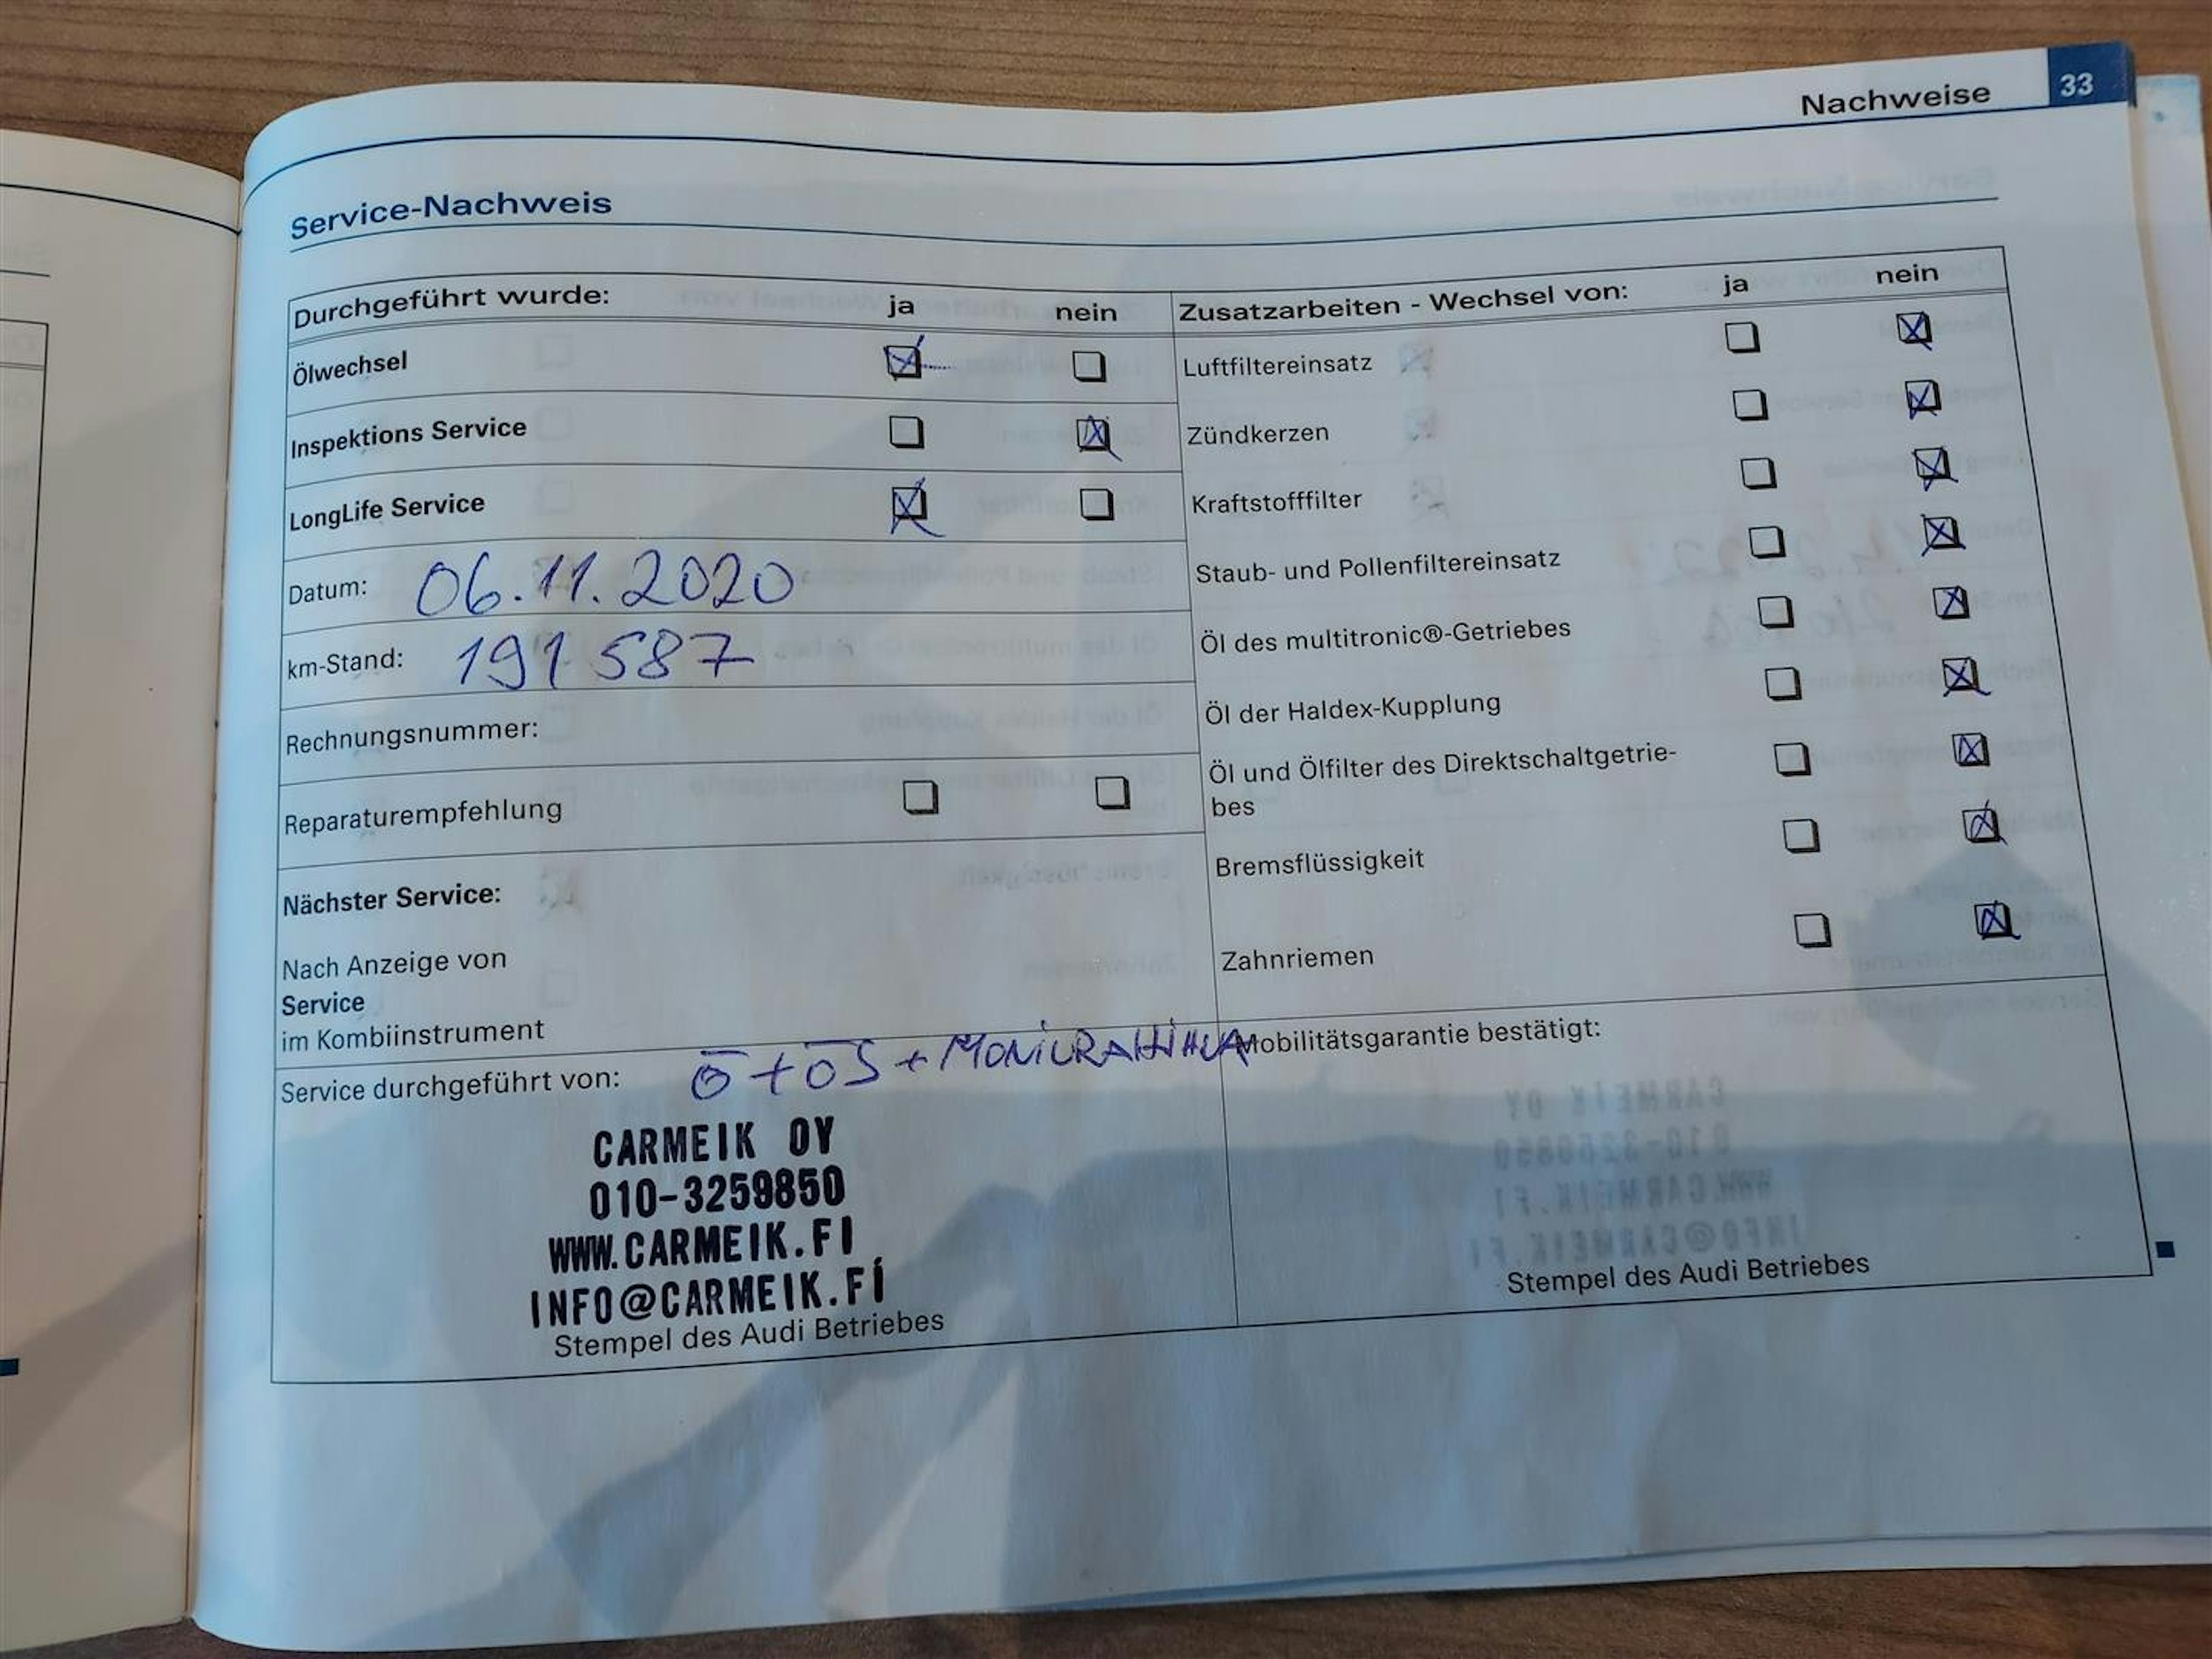 Nachweise 33
Service-Nachweis
Durchgeführt wurde: ja nein
Ölwechsel
Inspektions Service
LongLife Service
Datum: 06.11.2020
km-Stand: 191 587
Rechnungsnummer:
Reparaturempfehlung
Nächster Service:
Nach Anzeige von
Service
im Kombiinstrument
Service durchgeführt von: ö+ös+MONiURAHiHNA
CARMEIK OY
010-3259850
WWW.CARMEIK.FI
INFO@CARMEIK.FI
Stempel des Audi Betriebes
Zusatzarbeiten - Wechsel von: ja nein
Luftfiltereinsatz
Zündkerzen
Kraftstofffilter
Staub- und Pollenfiltereinsatz
Öl des multitronic®-Getriebes
Öl der Haldex-Kupplung
Öl und Ölfilter des Direktschaltgetrie-
bes
Bremsflüssigkeit
Zahnriemen
Mobilitätsgarantie bestätigt:
Stempel des Audi Betriebes